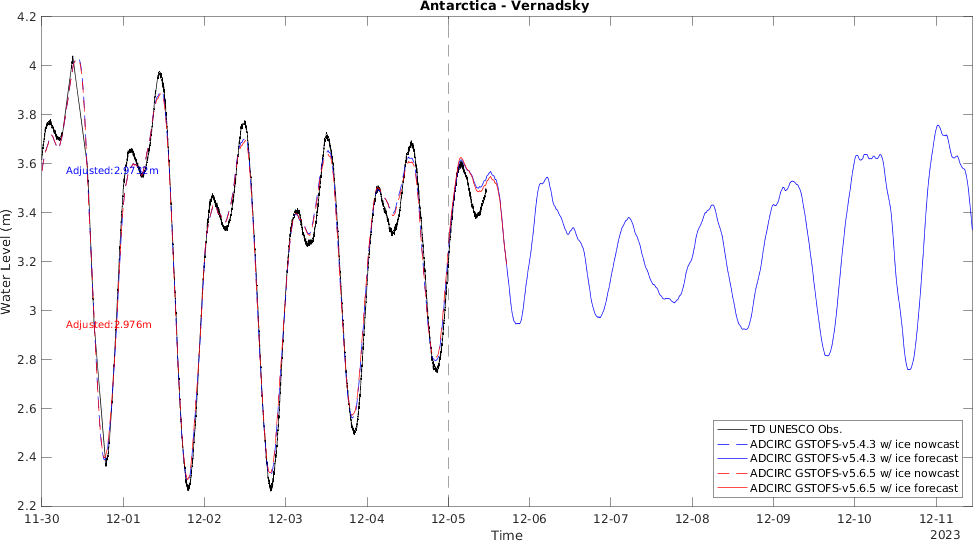 Antarctica - Vernadsky
4.2
4
3.8
3.6
3.4
3.2
3
2.8
2.6
2.4
2.2
Water Level (m)
Adjusted:2.9732m
Adjusted:2.976m
TD UNESCO Obs.
ADCIRC GSTOFS-v5.4.3 w/ ice nowcast
ADCIRC GSTOFS-v5.4.3 w/ ice forecast
ADCIRC GSTOFS-v5.6.5 w/ ice nowcast
ADCIRC GSTOFS-v5.6.5 w/ ice forecast
11-30 12-01 12-02 12-03 12-04 12-05 12-06 12-07 12-08 12-09 12-10 12-11
Time 2023